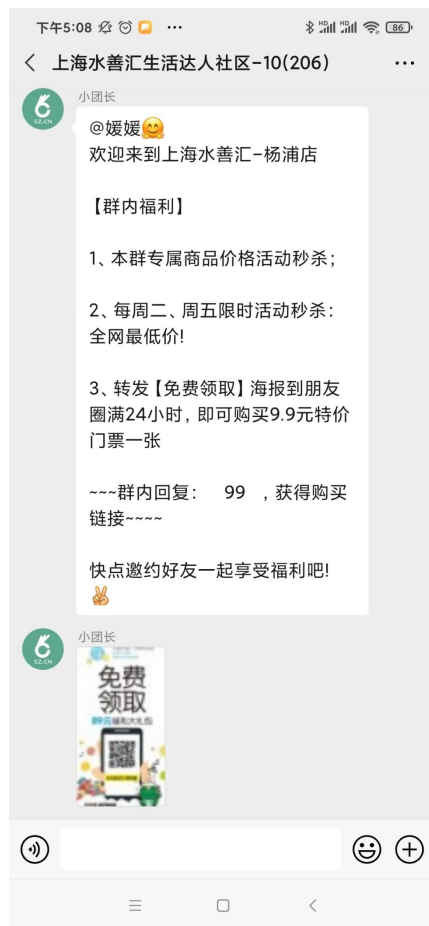 下午5:08
86
上海水善汇生活达人社区-10(206)
小团长
@媛媛🤗
欢迎来到上海水善汇-杨浦店
【群内福利】
1、本群专属商品价格活动秒杀;
2、每周二、周五限时活动秒杀:
全网最低价!
3、转发【免费领取】海报到朋友
圈满24小时, 即可购买9.9元特价
门票一张
~~~群内回复: 99 , 获得购买
链接~~~~
快点邀约好友一起享受福利吧!
✌
SZ.CN
小团长
SZ.CN
免费
领取